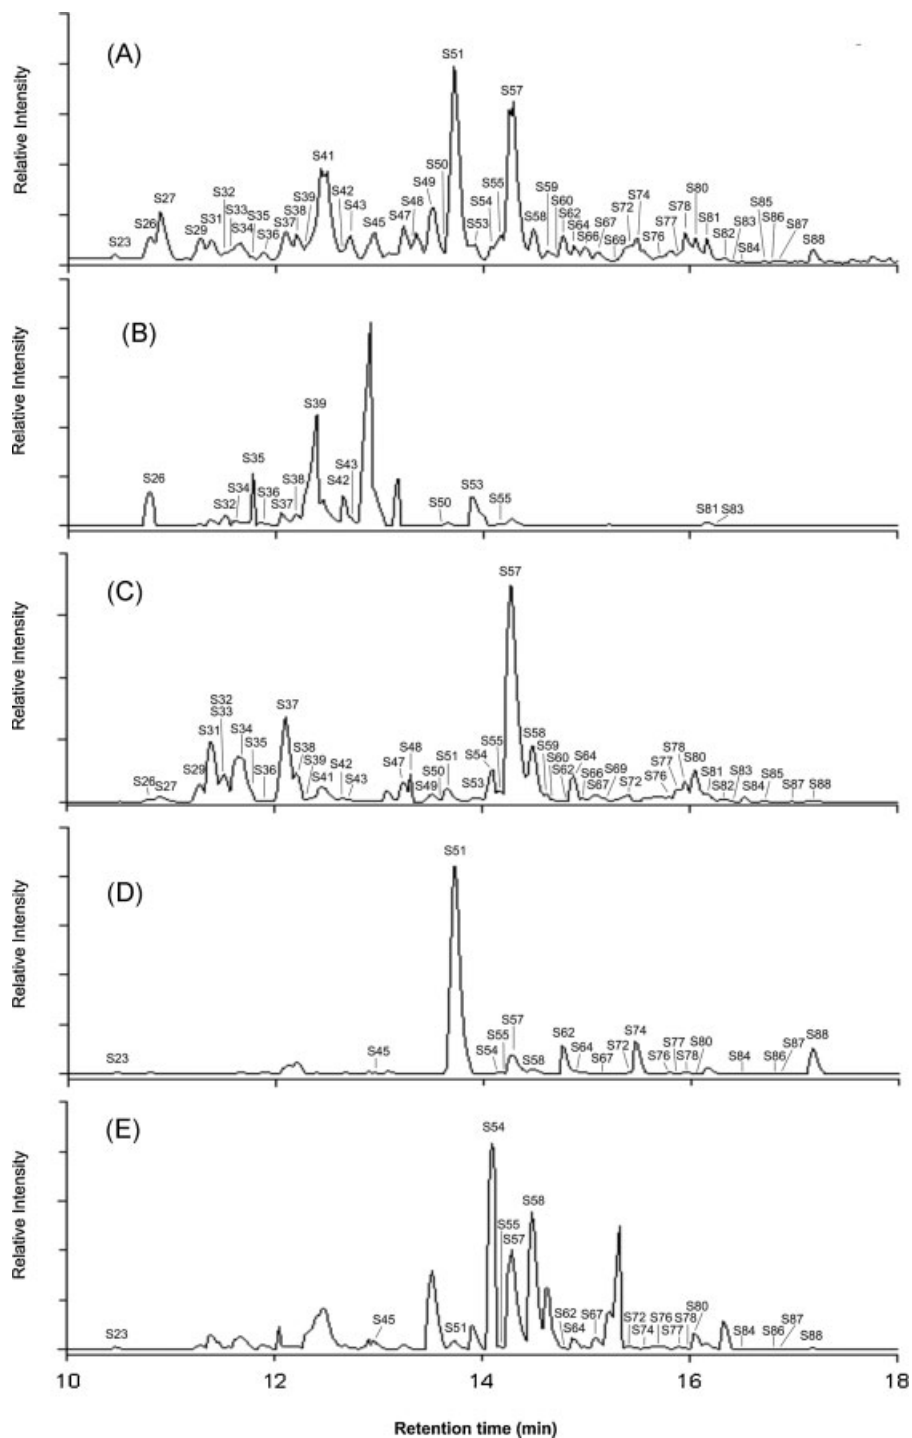 (A)
Relative Intensity
S23
S26
S27
S29
S31
S32
S33
S34
S35
S36
S37
S38
S39
S41
S42
S43
S45
S47
S48
S49
S50
S51
S53
S54
S55
S57
S58
S59
S60
S62
S64
S66
S67
S69
S72
S74
S76
S77
S78
S80
S81
S82
S83
S84
S85
S86
S87
S88
(B)
Relative Intensity
S26
S32
S34
S35
S36
S37
S38
S39
S42
S43
S50
S53
S55
S81 S83
(C)
Relative Intensity
S26
S27
S29
S31
S32
S33
S34
S35
S36
S37
S38
S39
S41
S42
S43
S47
S48
S49
S50
S51
S53
S54
S55
S57
S58
S59
S60
S62
S64
S66
S67
S69
S72
S76
S77
S78
S80
S81
S82
S83
S84
S85
S87
S88
(D)
Relative Intensity
S23
S45
S51
S54
S55
S57
S58
S62
S64
S67
S72
S74
S76
S77
S78
S80
S84
S86
S87
S88
(E)
Relative Intensity
S23
S45
S51
S54
S55
S57
S58
S62
S64
S67
S72
S74
S76
S77
S78
S80
S84
S86
S87
S88
10 12 14 16 18
Retention time (min)